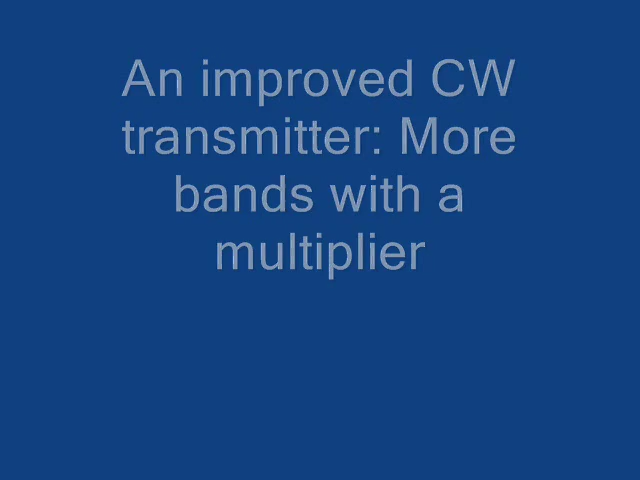 An improved CW
transmitter: More
bands with a
multiplier